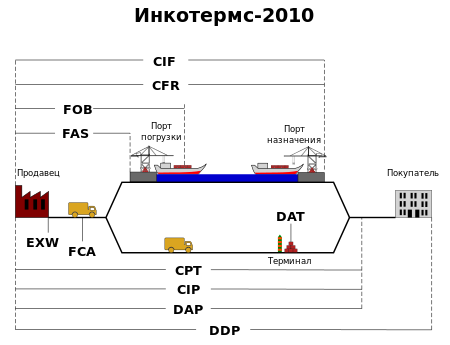 Инкотермс-2010
CIF
CFR
FOB
FAS
Порт
погрузки
Порт
назначения
Продавец
Покупатель
EXW
FCA
DAT
Терминал
CPT
CIP
DAP
DDP